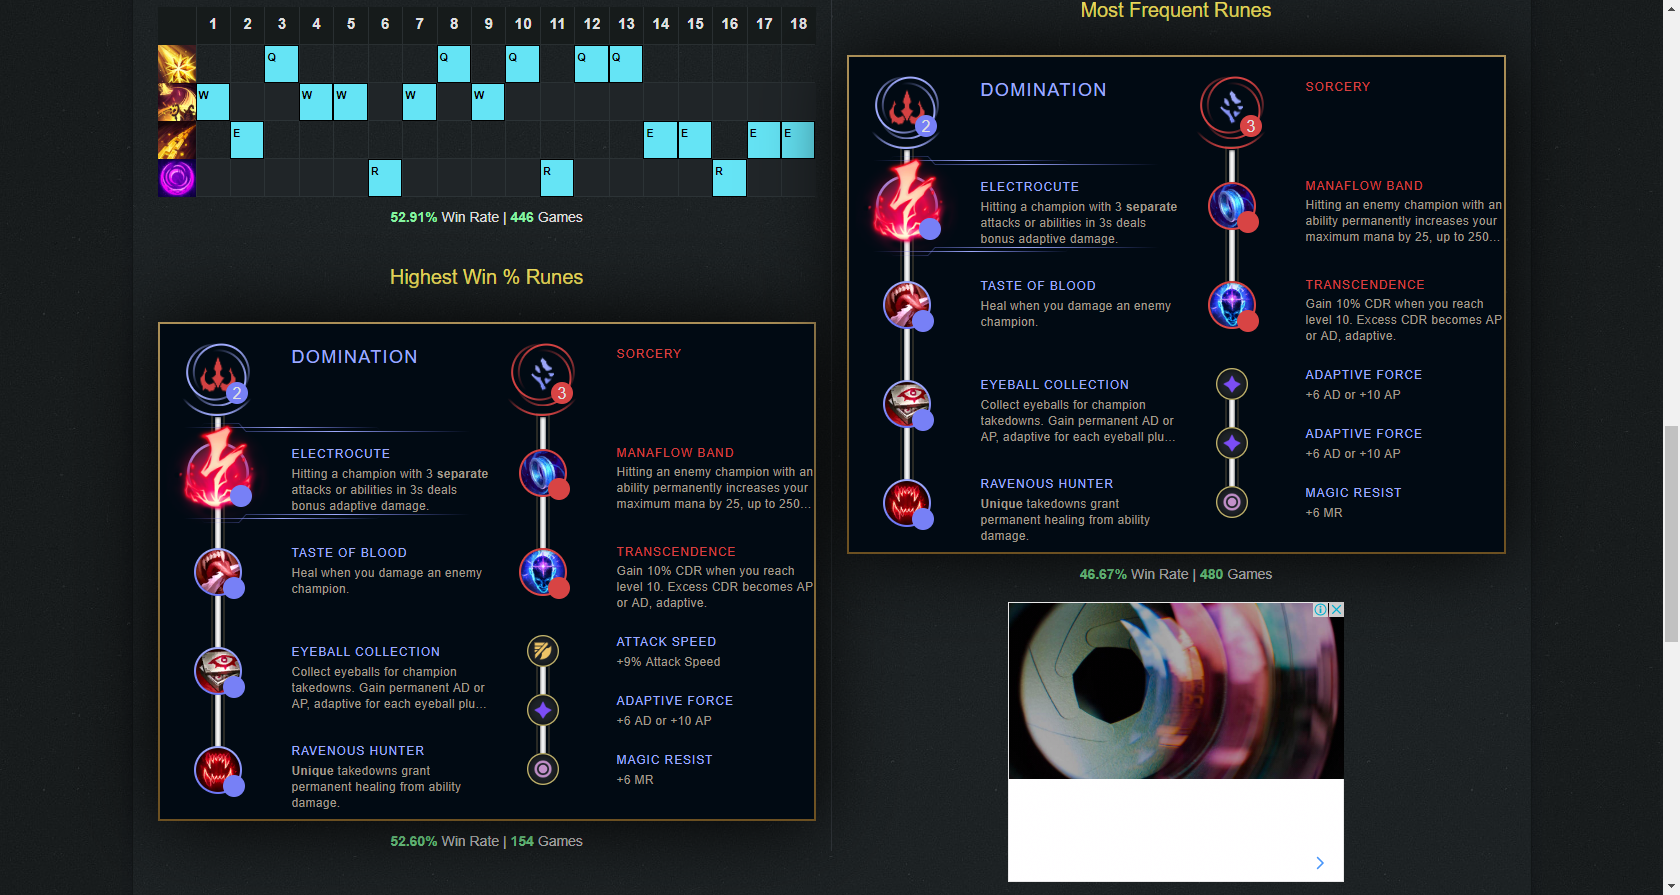 1 2 3 4 5 6 7 8 9 10 11 12 13 14 15 16 17 18
Q Q Q Q Q
W W W W W
E E E E E
R R R
52.91% Win Rate | 446 Games
Highest Win % Runes
2
DOMINATION
3
SORCERY
ELECTROCUTE
Hitting a champion with 3 separate
attacks or abilities in 3s deals
bonus adaptive damage.
TASTE OF BLOOD
Heal when you damage an enemy
champion.
EYEBALL COLLECTION
Collect eyeballs for champion
takedowns. Gain permanent AD or
AP, adaptive for each eyeball plu...
RAVENOUS HUNTER
Unique takedowns grant
permanent healing from ability
damage.
MANAFLOW BAND
Hitting an enemy champion with an
ability permanently increases your
maximum mana by 25, up to 250...
TRANSCENDENCE
Gain 10% CDR when you reach
level 10. Excess CDR becomes AP
or AD, adaptive.
ATTACK SPEED
+9% Attack Speed
ADAPTIVE FORCE
+6 AD or +10 AP
MAGIC RESIST
+6 MR
52.60% Win Rate | 154 Games
Most Frequent Runes
2
DOMINATION
3
SORCERY
ELECTROCUTE
Hitting a champion with 3 separate
attacks or abilities in 3s deals
bonus adaptive damage.
TASTE OF BLOOD
Heal when you damage an enemy
champion.
EYEBALL COLLECTION
Collect eyeballs for champion
takedowns. Gain permanent AD or
AP, adaptive for each eyeball plu...
RAVENOUS HUNTER
Unique takedowns grant
permanent healing from ability
damage.
MANAFLOW BAND
Hitting an enemy champion with an
ability permanently increases your
maximum mana by 25, up to 250...
TRANSCENDENCE
Gain 10% CDR when you reach
level 10. Excess CDR becomes AP
or AD, adaptive.
ADAPTIVE FORCE
+6 AD or +10 AP
ADAPTIVE FORCE
+6 AD or +10 AP
MAGIC RESIST
+6 MR
46.67% Win Rate | 480 Games